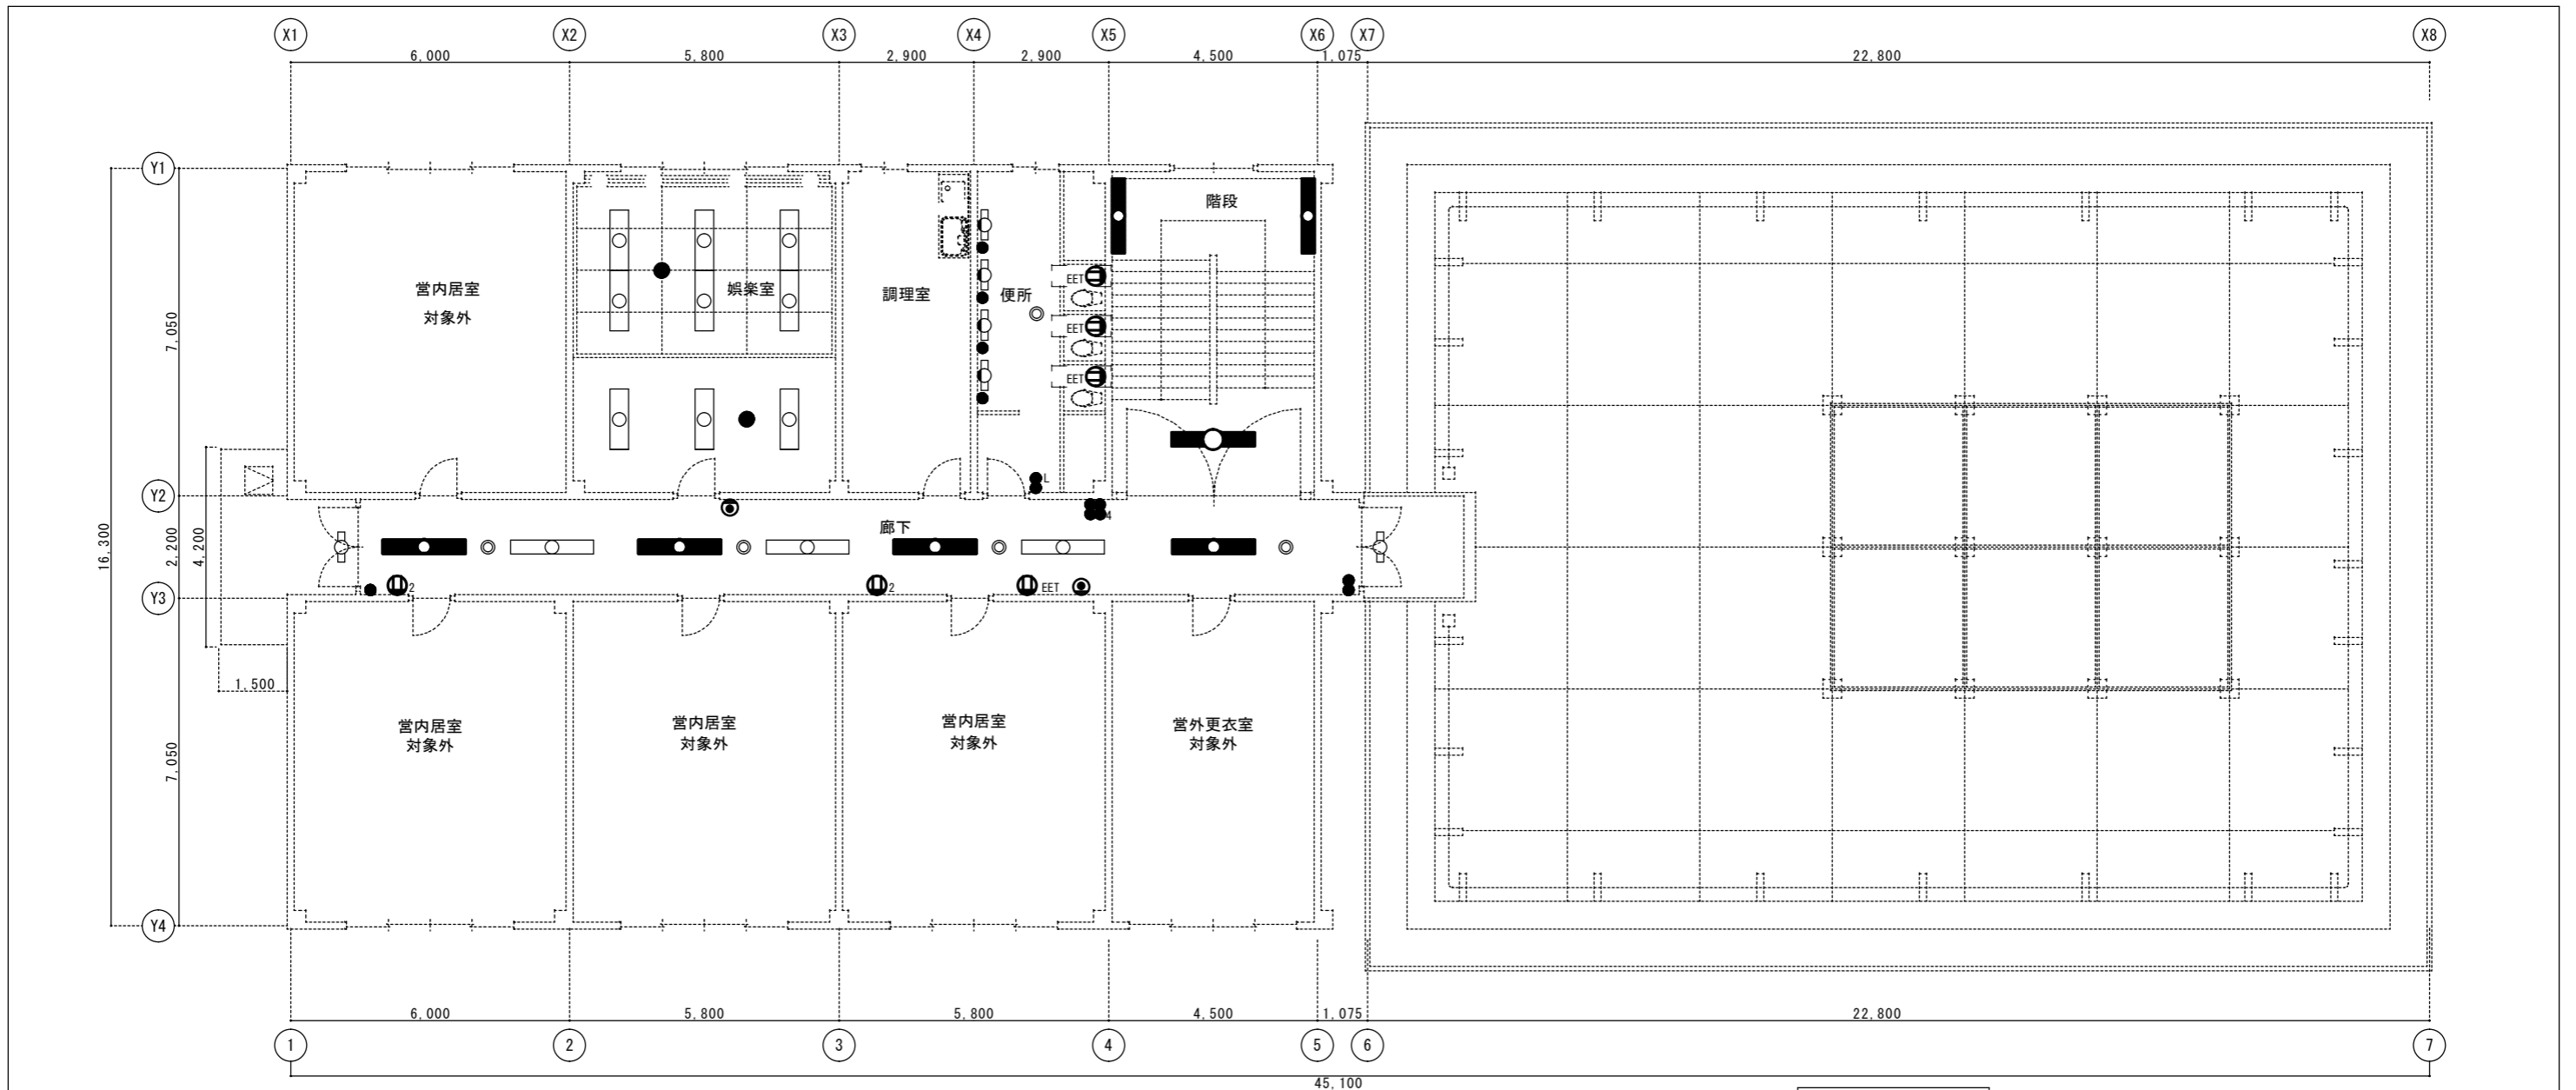 X1 X2 X3 X4 X5 X6 X7 X8
6,000 5,800 2,900 2,900 4,500 1,075 22,800
Y1
階段
営内居室
対象外
娯楽室
調理室
便所
EET
EET
EET
7,050
L
Y2
4
廊下
16,300
2,200
4,200
2
2
EET
Y3
1,500
営内居室
対象外
営内居室
対象外
営内居室
対象外
営外更衣室
対象外
7,050
Y4
6,000 5,800 5,800 4,500 1,075 22,800
1 2 3 4 5 6 7
45,100